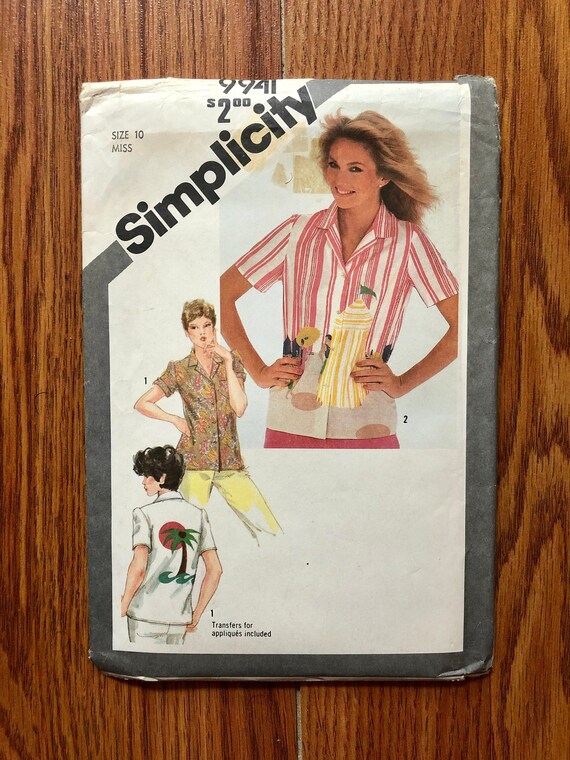 9941
$2.00
SIZE 10
MISS
Simplicity
1
2
1
Transfers for
appliqués included